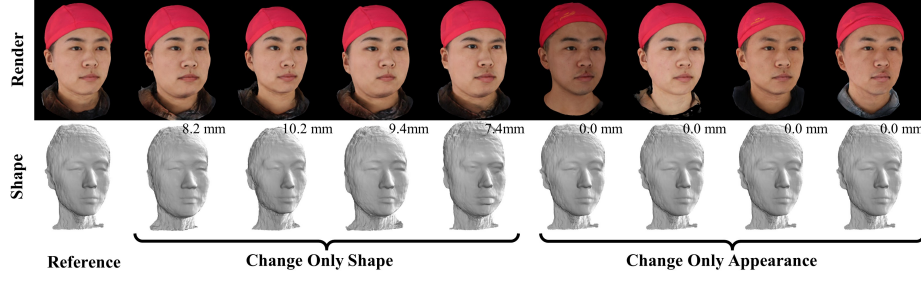 Render
8.2 mm 10.2 mm 9.4mm 7.4mm 0.0 mm 0.0 mm 0.0 mm 0.0 mm
Shape
Reference Change Only Shape Change Only Appearance